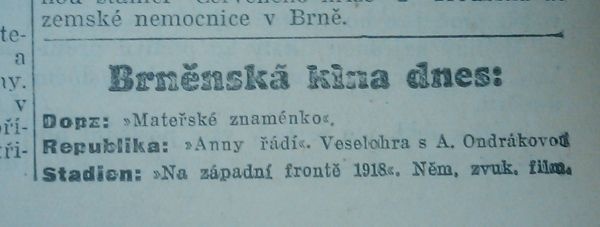 zemské nemocnice v Brně.
Brněnská kina dnes:
Dopz: »Mateřské znaménko«.
Republika: »Anny řádí«. Veselohra s A. Ondrákovou
Stadion: »Na západní frontě 1918«. Něm. zvuk. film.